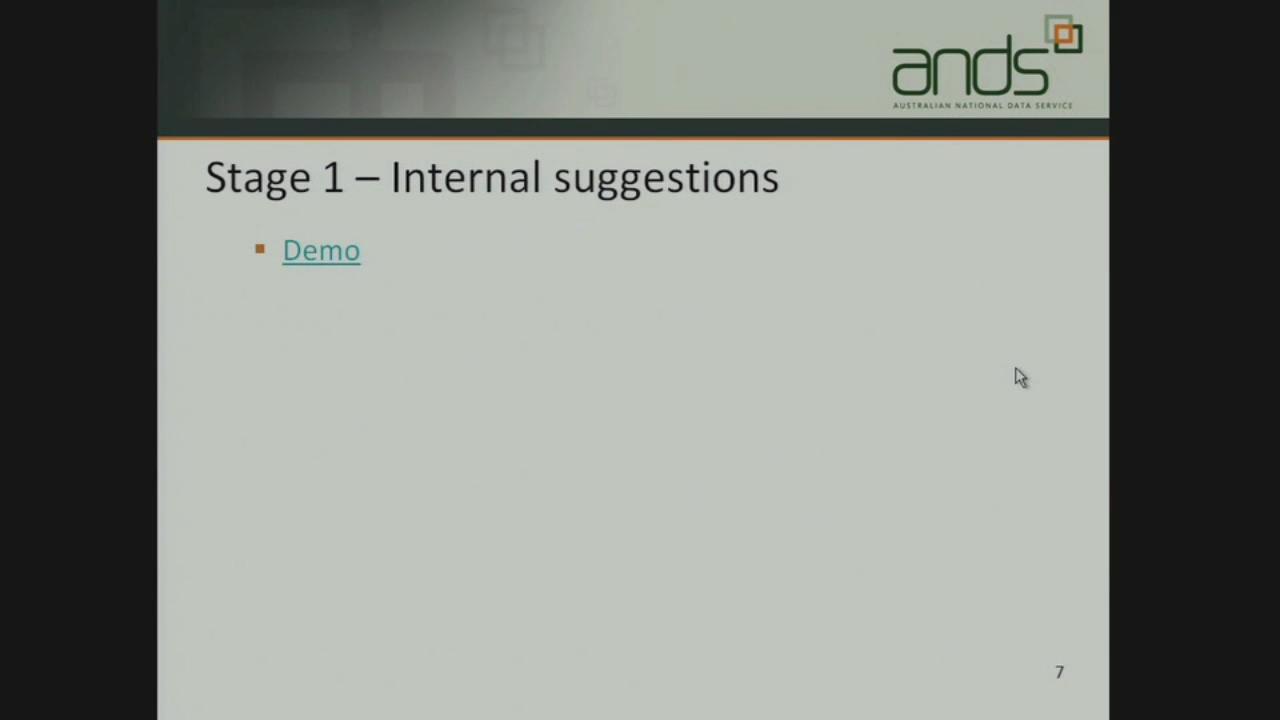 ands
AUSTRALIAN NATIONAL DATA SERVICE
Stage 1 – Internal suggestions
Demo
7